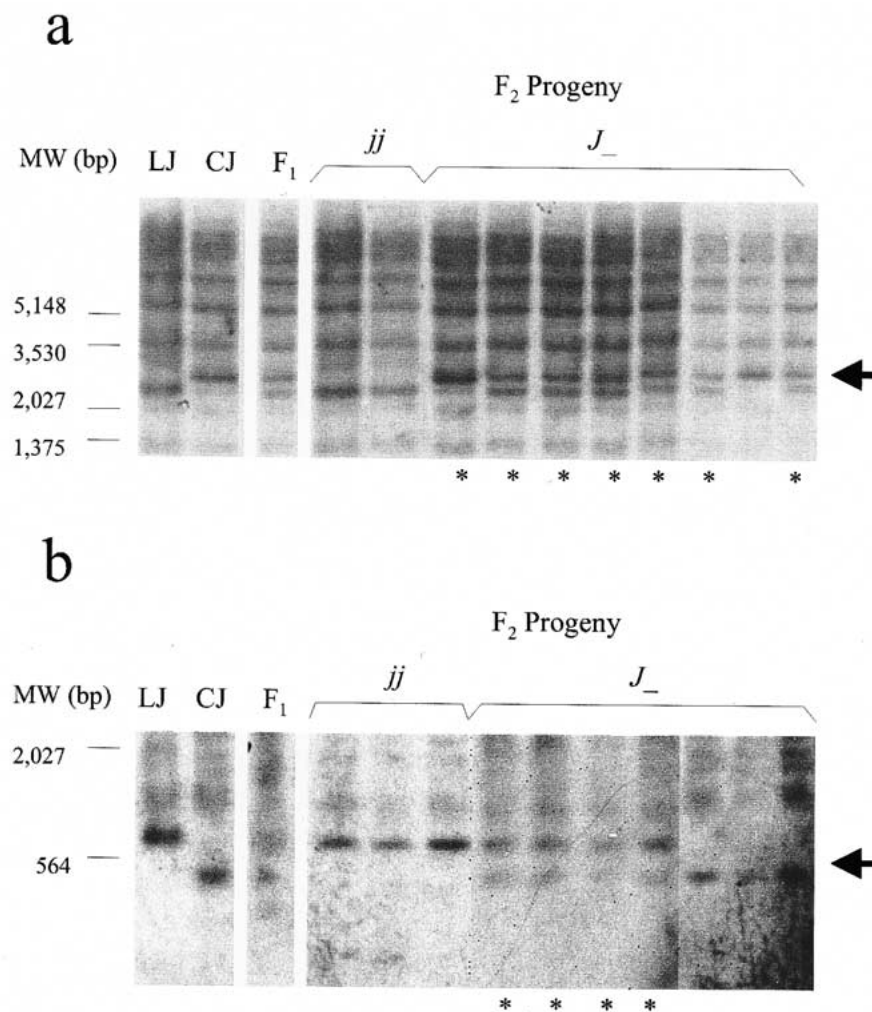 a
F₂ Progeny
jj J_
MW (bp) LJ CJ F₁
5,148
3,530
2,027
1,375
* * * * * * *
b
F₂ Progeny
jj J_
MW (bp) LJ CJ F₁
2,027
564
* * * *